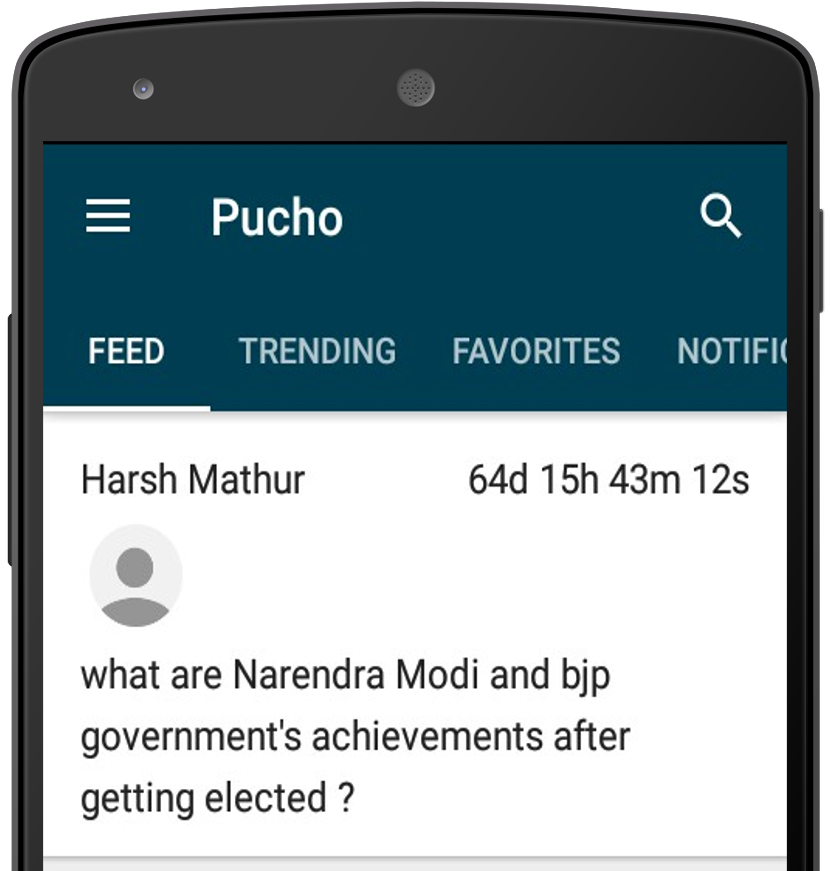 Pucho
FEED TRENDING FAVORITES NOTIFIC
Harsh Mathur 64d 15h 43m 12s
what are Narendra Modi and bjp
government's achievements after
getting elected ?